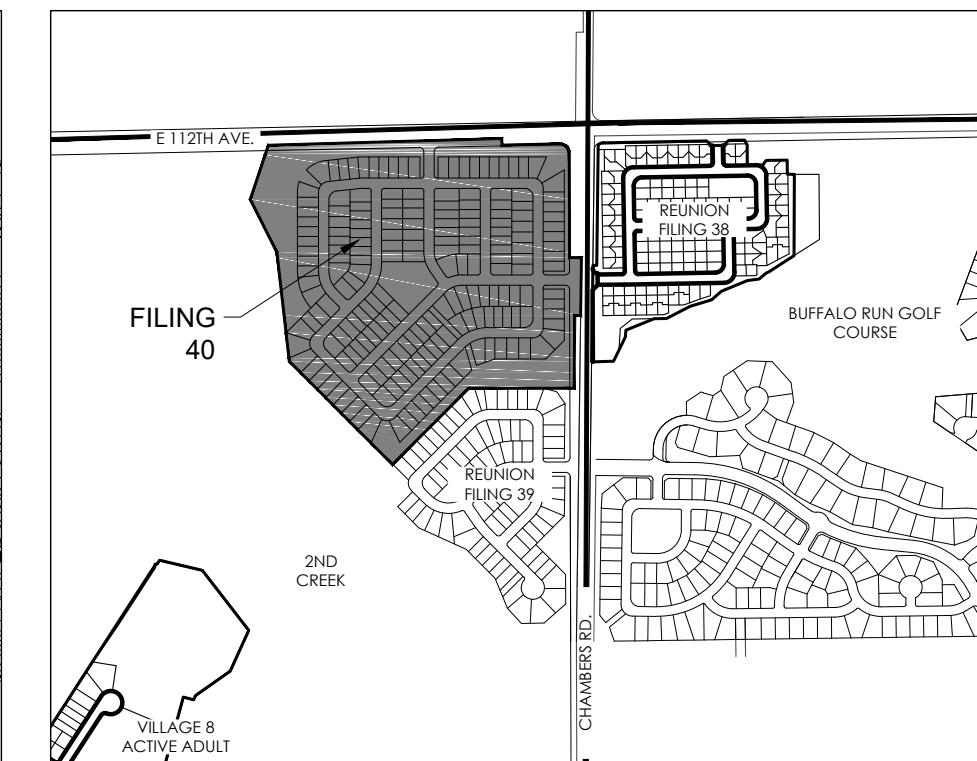 E 112TH AVE.
REUNION
FILING 38
FILING
40
BUFFALO RUN GOLF
COURSE
REUNION
FILING 39
2ND
CREEK
CHAMBERS RD.
VILLAGE 8
ACTIVE ADULT